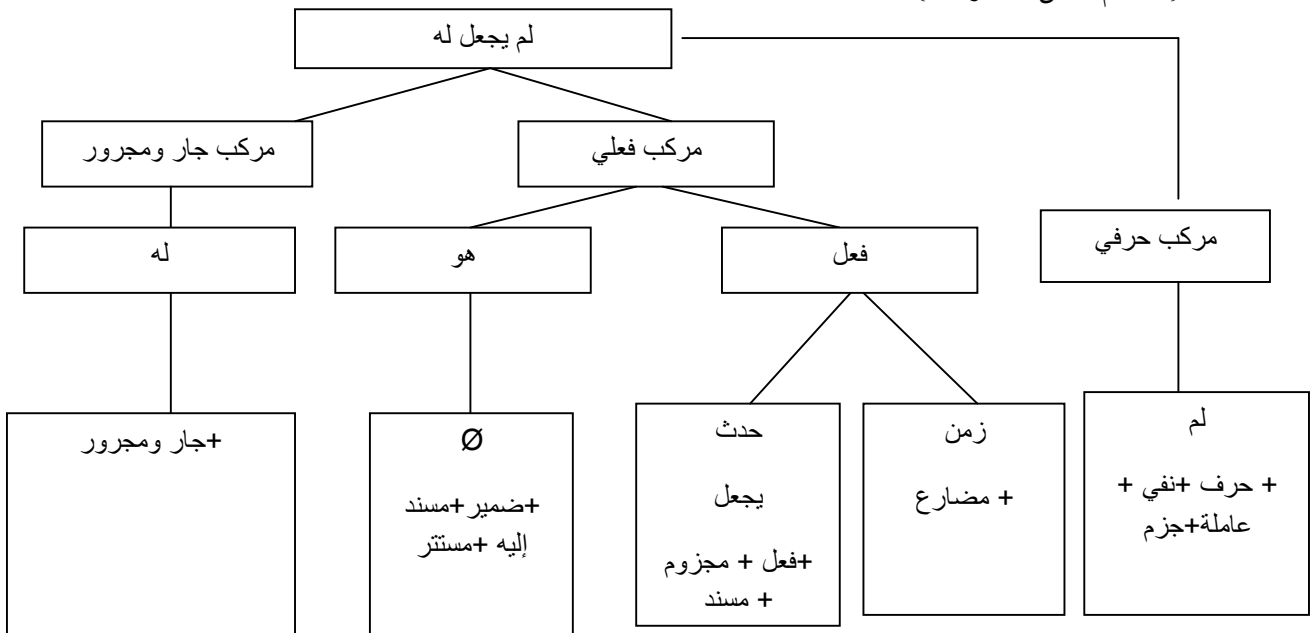 لم يجعل له
مركب فعلي
مركب جار ومجرور
مركب حرفي
فعل
هو
له
لم
+ حرف +نفي +
عاملة+جزم
زمن
+ مضارع
حدث
يجعل
+فعل + مجزوم
+ مسند
Ø
+ضمير+مسند
إليه +مستتر
+جار ومجرور